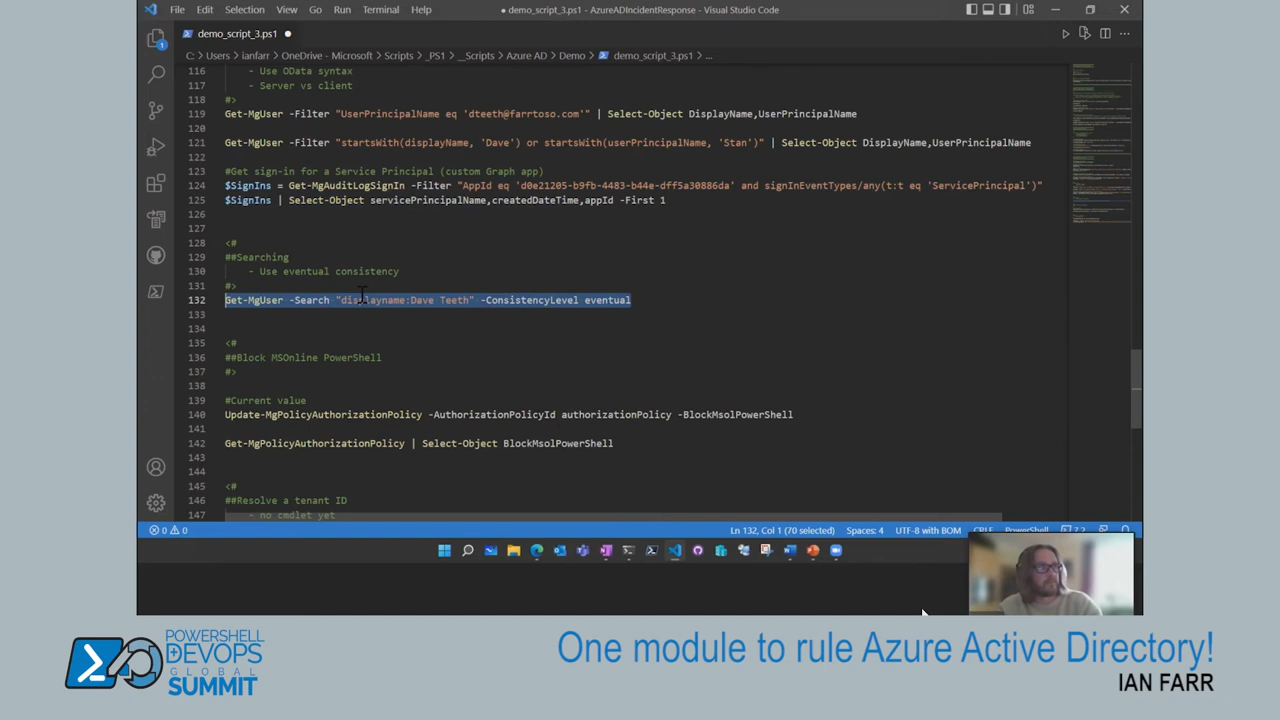 File Edit Selection View Go Run Terminal Help
● demo_script_3.ps1 - AzureADIncidentResponse - Visual Studio Code
demo_script_3.ps1 ●
C: > Users > ianfarr > OneDrive - Microsoft > Scripts > _PS1 > __Scripts > Azure AD > Demo > demo_script_3.ps1 > ...
116 - Use OData syntax
117 - Server vs client
118 #>
119 Get-MgUser -Filter "UserPrincipalName eq 'dteeth@farrtoso.com'" | Select-Object DisplayName,UserPrincipalName
120
121 Get-MgUser -Filter "startsWith(displayName, 'Dave') or startsWith(userPrincipalName, 'Stan')" | Select-Object DisplayName,UserPrincipalName
122
123 #Get sign-in for a Service Principal (custom Graph app)
124 $SignIns = Get-MgAuditLogSignIn -Filter "AppId eq 'd0e21205-b9fb-4483-b44e-dff5a30886da' and signInEventTypes/any(t:t eq 'ServicePrincipal')"
125 $SignIns | Select-Object ServicePrincipalName,createdDateTime,appId -First 1
126
127
128 <#
129 ##Searching
130 - Use eventual consistency
131 #>
132 Get-MgUser -Search "displayname:Dave Teeth" -ConsistencyLevel eventual
133
134
135 <#
136 ##Block MSOnline PowerShell
137 #>
138
139 #Current value
140 Update-MgPolicyAuthorizationPolicy -AuthorizationPolicyId authorizationPolicy -BlockMsolPowerShell
141
142 Get-MgPolicyAuthorizationPolicy | Select-Object BlockMsolPowerShell
143
144
145 <#
146 ##Resolve a tenant ID
147 - no cmdlet yet
0 0 Ln 132, Col 1 (70 selected) Spaces: 4 UTF-8 with BOM CRLF PowerShell 7.2
POWERSHELL
DEVOPS
GLOBAL
SUMMIT
One module to rule Azure Active Directory!
IAN FARR